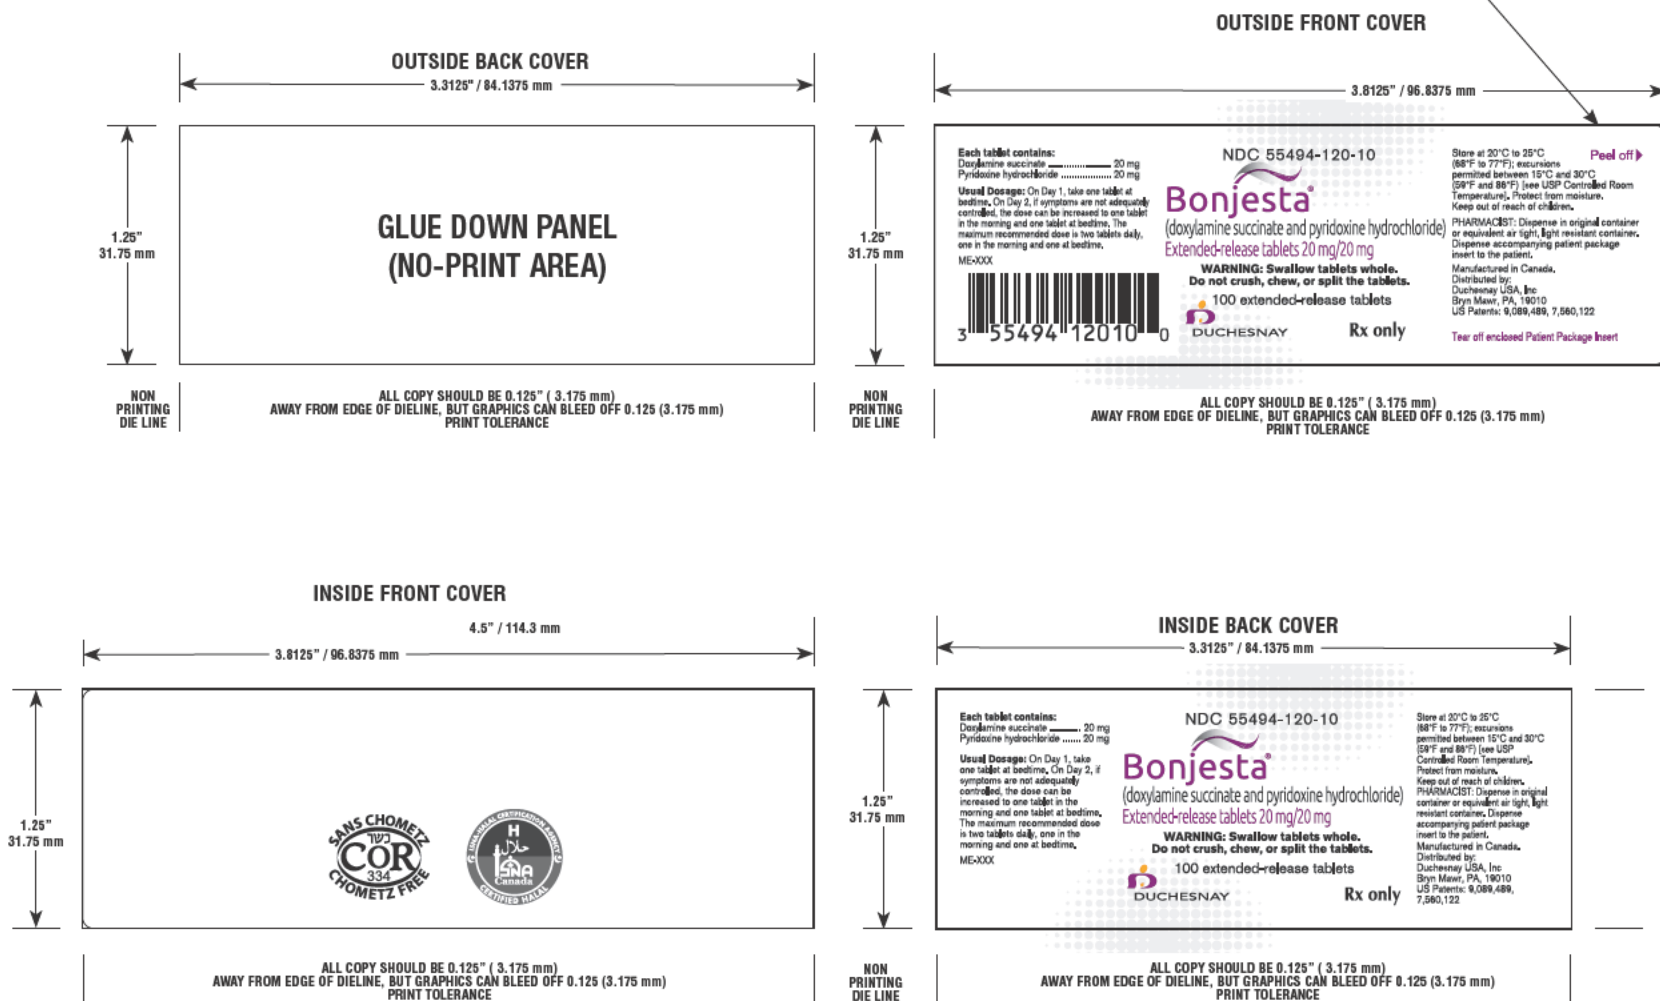 OUTSIDE BACK COVER
3.3125" / 84.1375 mm
1.25"
31.75 mm
GLUE DOWN PANEL
(NO-PRINT AREA)
NON
PRINTING
DIE LINE
ALL COPY SHOULD BE 0.125" ( 3.175 mm)
AWAY FROM EDGE OF DIELINE, BUT GRAPHICS CAN BLEED OFF 0.125 (3.175 mm)
PRINT TOLERANCE
OUTSIDE FRONT COVER
3.8125" / 96.8375 mm
1.25"
31.75 mm
Each tablet contains:
Doxylamine succinate ............... 20 mg
Pyridoxine hydrochloride ............... 20 mg
Usual Dosage: On Day 1, take one tablet at
bedtime. On Day 2, if symptoms are not adequately
controlled, the dose can be increased to one tablet
in the morning and one tablet at bedtime. The
maximum recommended dose is two tablets daily,
one in the morning and one at bedtime.
ME-XXX
3 55494 12010 0
NDC 55494-120-10
Bonjesta®
(doxylamine succinate and pyridoxine hydrochloride)
Extended-release tablets 20 mg/20 mg
WARNING: Swallow tablets whole.
Do not crush, chew, or split the tablets.
100 extended-release tablets
DUCHESNAY
Rx only
Peel off
Store at 20°C to 25°C
(68°F to 77°F); excursions
permitted between 15°C and 30°C
(59°F and 86°F) [see USP Controlled Room
Temperature]. Protect from moisture.
Keep out of reach of children.
PHARMACIST: Dispense in original container
or equivalent air tight, light resistant container.
Dispense accompanying patient package
insert to the patient.
Manufactured in Canada.
Distributed by:
Duchesnay USA, Inc
Bryn Mawr, PA, 19010
US Patents: 9,089,489, 7,560,122
Tear off enclosed Patient Package Insert
NON
PRINTING
DIE LINE
ALL COPY SHOULD BE 0.125" ( 3.175 mm)
AWAY FROM EDGE OF DIELINE, BUT GRAPHICS CAN BLEED OFF 0.125 (3.175 mm)
PRINT TOLERANCE
INSIDE FRONT COVER
4.5" / 114.3 mm
3.8125" / 96.8375 mm
1.25"
31.75 mm
SANS CHOMETZ
כשר
COR
334
CHOMETZ FREE
ISNA HALAL CERTIFICATION AGENCY
H
حلال
ISNA
Canada
CERTIFIED HALAL
ALL COPY SHOULD BE 0.125" ( 3.175 mm)
AWAY FROM EDGE OF DIELINE, BUT GRAPHICS CAN BLEED OFF 0.125 (3.175 mm)
PRINT TOLERANCE
INSIDE BACK COVER
3.3125" / 84.1375 mm
1.25"
31.75 mm
Each tablet contains:
Doxylamine succinate ........ 20 mg
Pyridoxine hydrochloride ....... 20 mg
Usual Dosage: On Day 1, take
one tablet at bedtime. On Day 2, if
symptoms are not adequately
controlled, the dose can be
increased to one tablet in the
morning and one tablet at bedtime.
The maximum recommended dose
is two tablets daily, one in the
morning and one at bedtime.
ME-XXX
NDC 55494-120-10
Bonjesta®
(doxylamine succinate and pyridoxine hydrochloride)
Extended-release tablets 20 mg/20 mg
WARNING: Swallow tablets whole.
Do not crush, chew, or split the tablets.
100 extended-release tablets
DUCHESNAY
Rx only
Store at 20°C to 25°C
(68°F to 77°F); excursions
permitted between 15°C and 30°C
(59°F and 86°F) [see USP
Controlled Room Temperature].
Protect from moisture.
Keep out of reach of children.
PHARMACIST: Dispense in original
container or equivalent air tight, light
resistant container. Dispense
accompanying patient package
insert to the patient.
Manufactured in Canada.
Distributed by:
Duchesnay USA, Inc
Bryn Mawr, PA, 19010
US Patents: 9,089,489,
7,560,122
NON
PRINTING
DIE LINE
ALL COPY SHOULD BE 0.125" ( 3.175 mm)
AWAY FROM EDGE OF DIELINE, BUT GRAPHICS CAN BLEED OFF 0.125 (3.175 mm)
PRINT TOLERANCE